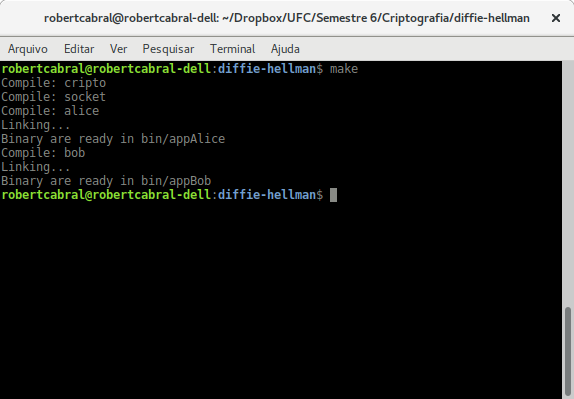 robertcabral@robertcabral-dell: ~/Dropbox/UFC/Semestre 6/Criptografia/diffie-hellman
Arquivo Editar Ver Pesquisar Terminal Ajuda
robertcabral@robertcabral-dell:diffie-hellman$ make
Compile: cripto
Compile: socket
Compile: alice
Linking...
Binary are ready in bin/appAlice
Compile: bob
Linking...
Binary are ready in bin/appBob
robertcabral@robertcabral-dell:diffie-hellman$